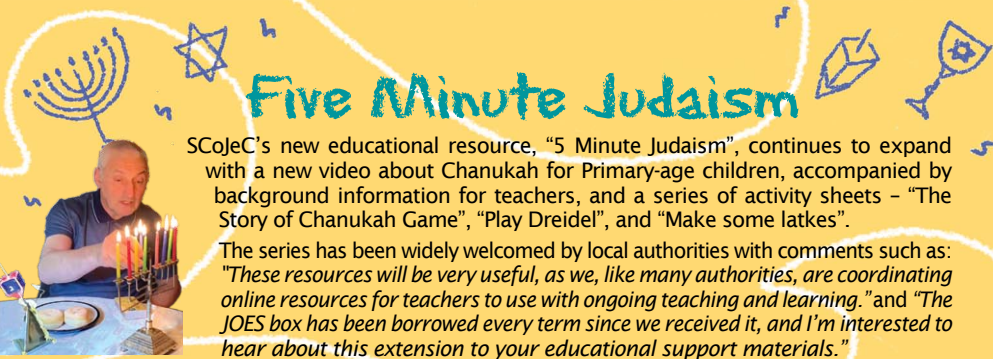 Five Minute Judaism
SCoJeC's new educational resource, “5 Minute Judaism”, continues to expand
with a new video about Chanukah for Primary-age children, accompanied by
background information for teachers, and a series of activity sheets – “The
Story of Chanukah Game”, “Play Dreidel”, and “Make some latkes”.
The series has been widely welcomed by local authorities with comments such as:
"These resources will be very useful, as we, like many authorities, are coordinating
online resources for teachers to use with ongoing teaching and learning." and “The
JOES box has been borrowed every term since we received it, and I'm interested to
hear about this extension to your educational support materials.”